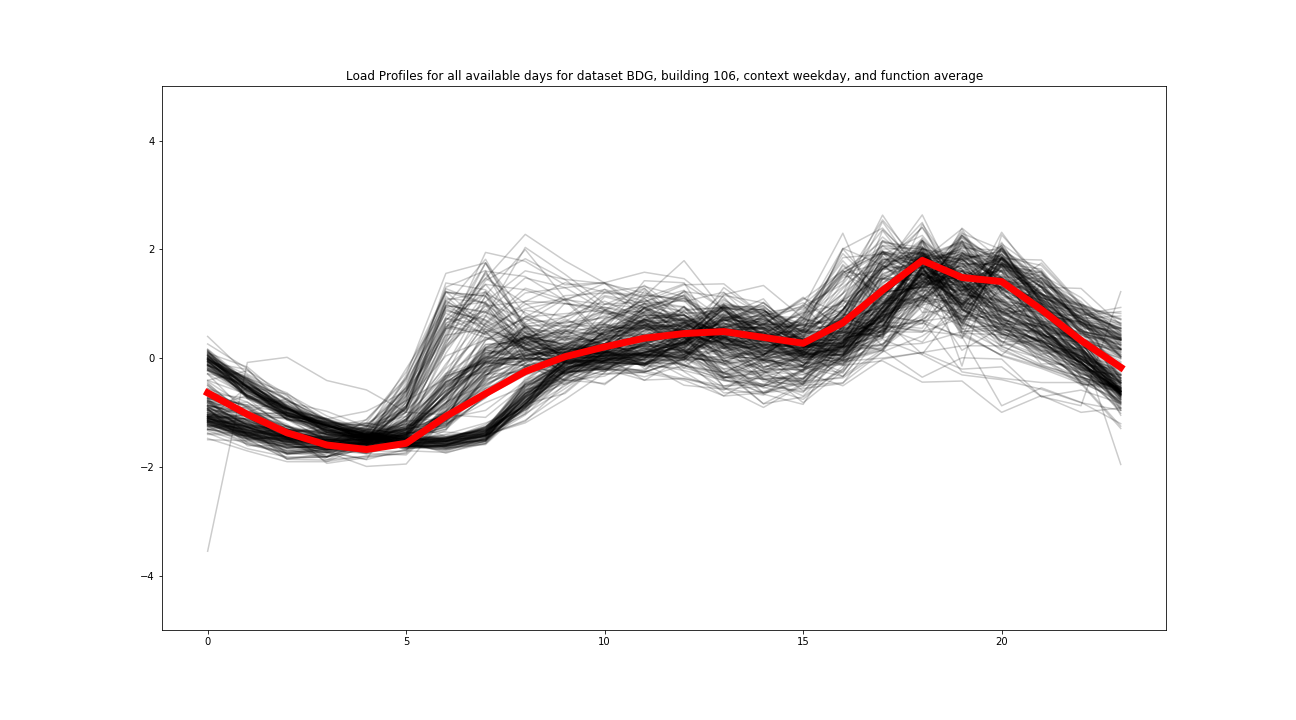 Load Profiles for all available days for dataset BDG, building 106, context weekday, and function average
4
2
0
−2
−4
0 5 10 15 20